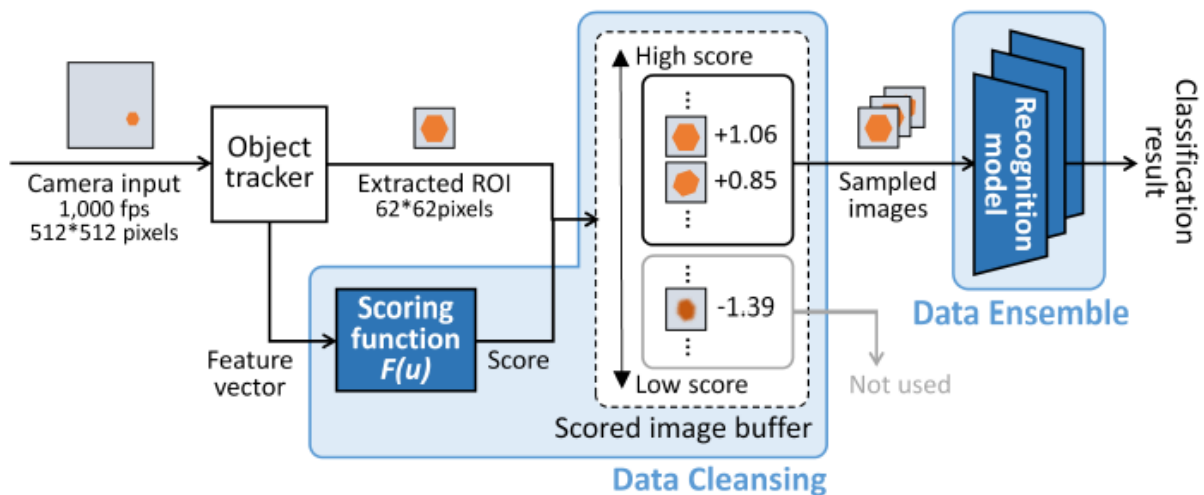 Camera input
1,000 fps
512*512 pixels
Object
tracker
Extracted ROI
62*62pixels
Feature
vector
Scoring
function
F(u)
Score
High score
⋮
+1.06
+0.85
⋮
⋮
-1.39
⋮
Low score
Scored image buffer
Data Cleansing
Sampled
images
Not used
Recognition
model
Data Ensemble
Classification
result